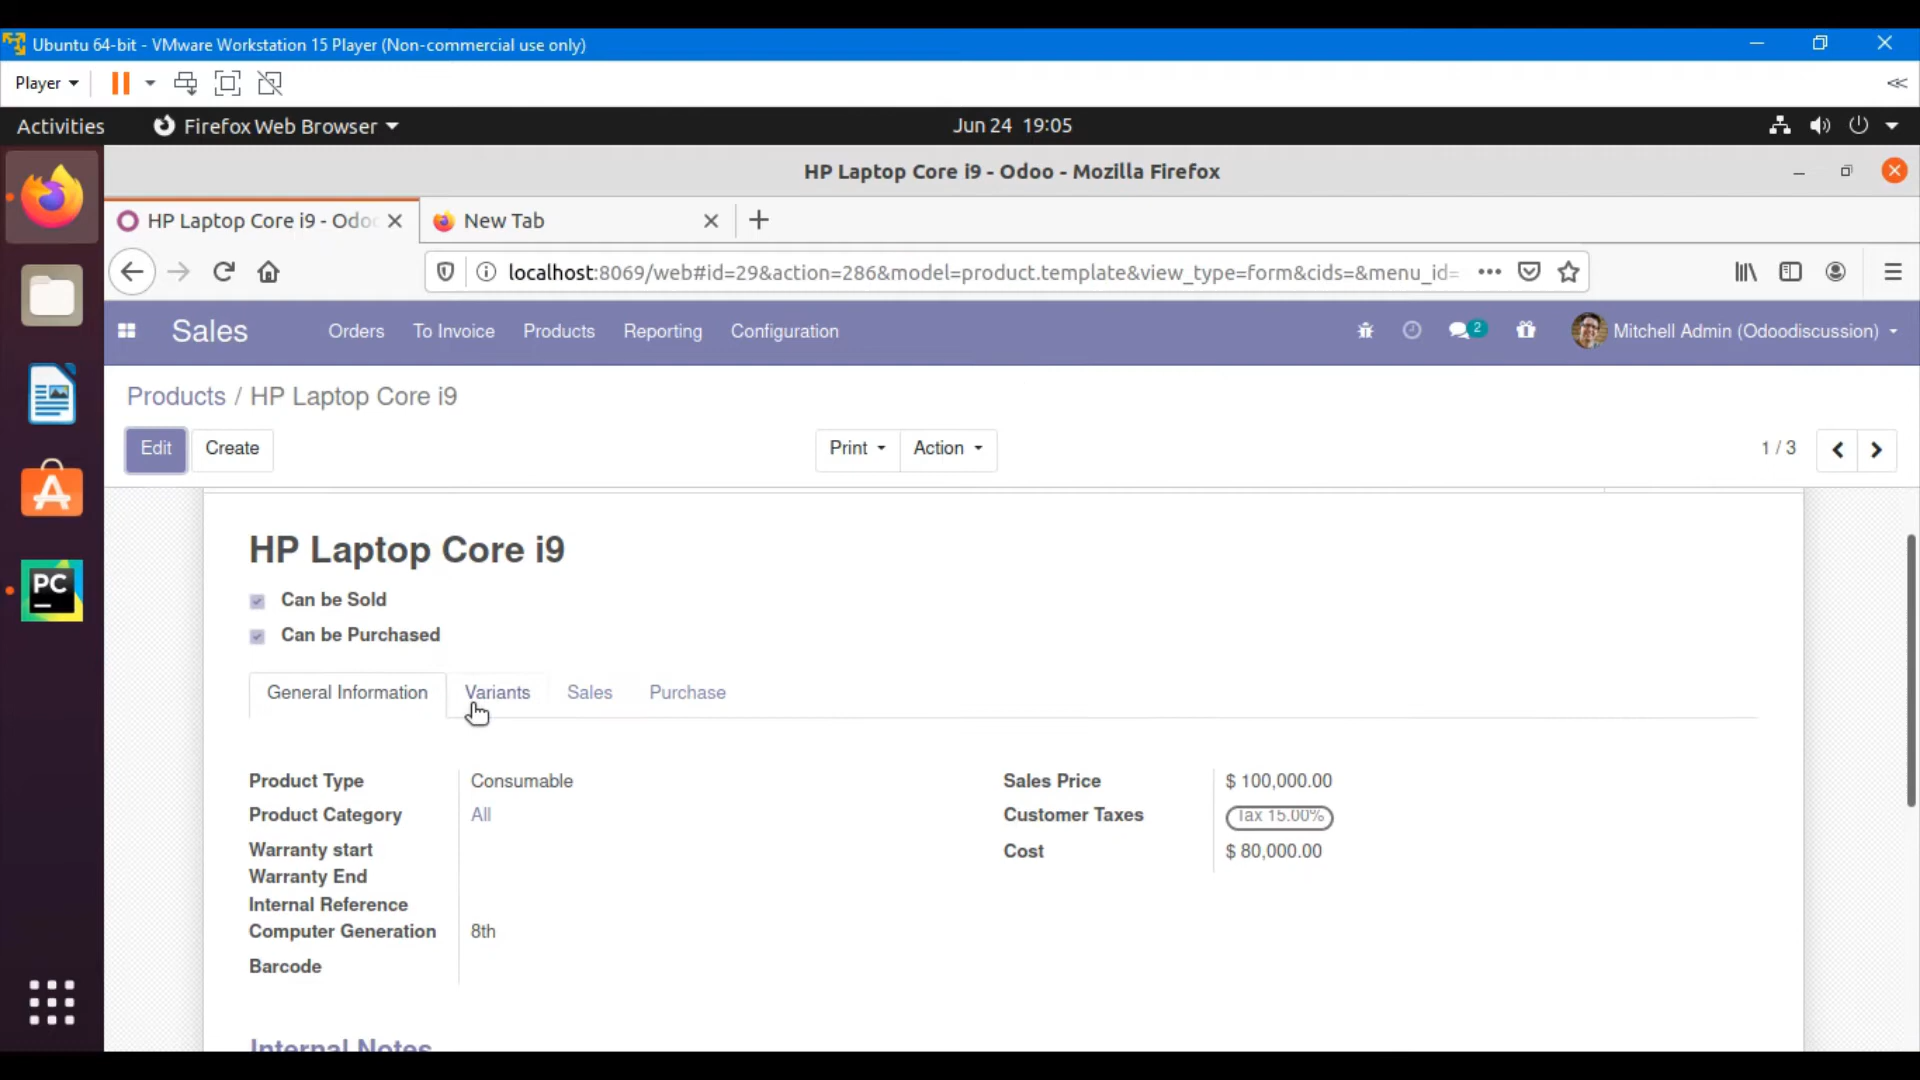 Ubuntu 64-bit - VMware Workstation 15 Player (Non-commercial use only)
Player
Activities Firefox Web Browser Jun 24 19:05
HP Laptop Core i9 - Odoo - Mozilla Firefox
HP Laptop Core i9 - Odoo New Tab
localhost:8069/web#id=29&action=286&model=product.template&view_type=form&cids=&menu_id=
Sales Orders To Invoice Products Reporting Configuration 2 Mitchell Admin (Odoodiscussion)
Products / HP Laptop Core i9
Edit Create Print Action 1 / 3
HP Laptop Core i9
Can be Sold
Can be Purchased
General Information Variants Sales Purchase
Product Type Consumable Sales Price $ 100,000.00
Product Category All Customer Taxes Tax 15.00%
Warranty start Cost $ 80,000.00
Warranty End
Internal Reference
Computer Generation 8th
Barcode
Internal Notes
PC